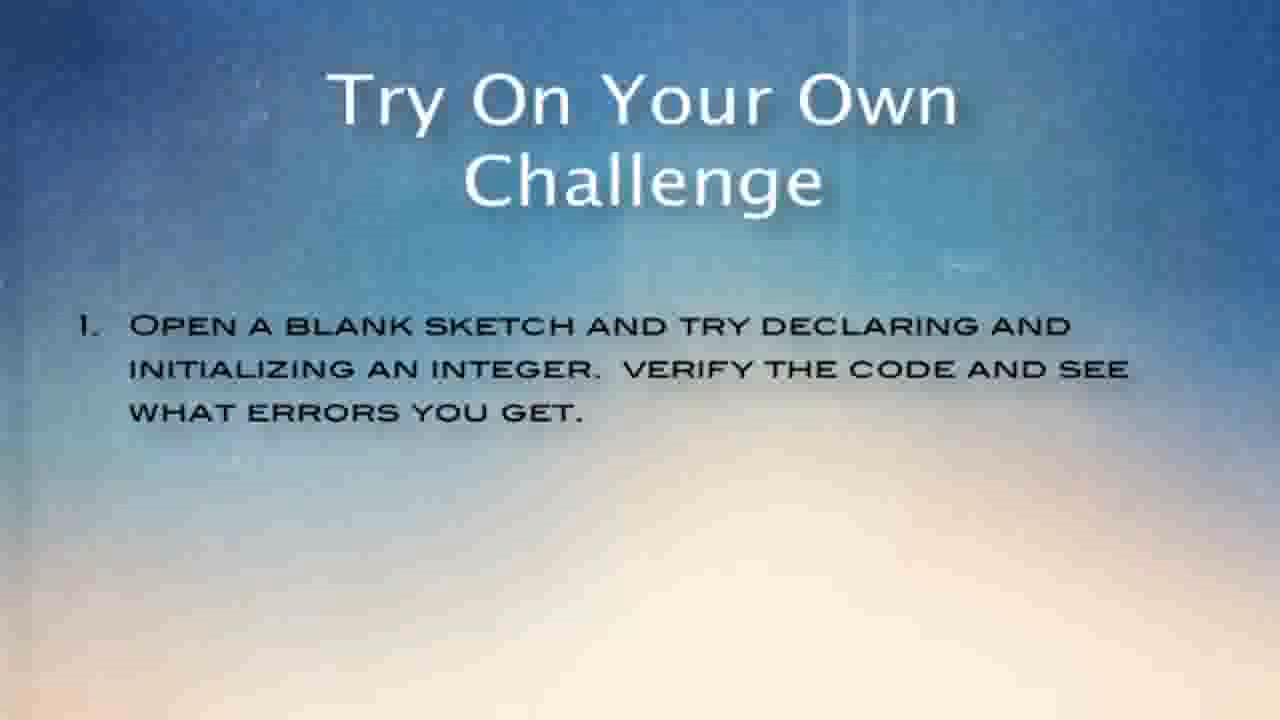 Try On Your Own
Challenge
1. Open a blank sketch and try declaring and
initializing an integer. verify the code and see
what errors you get.